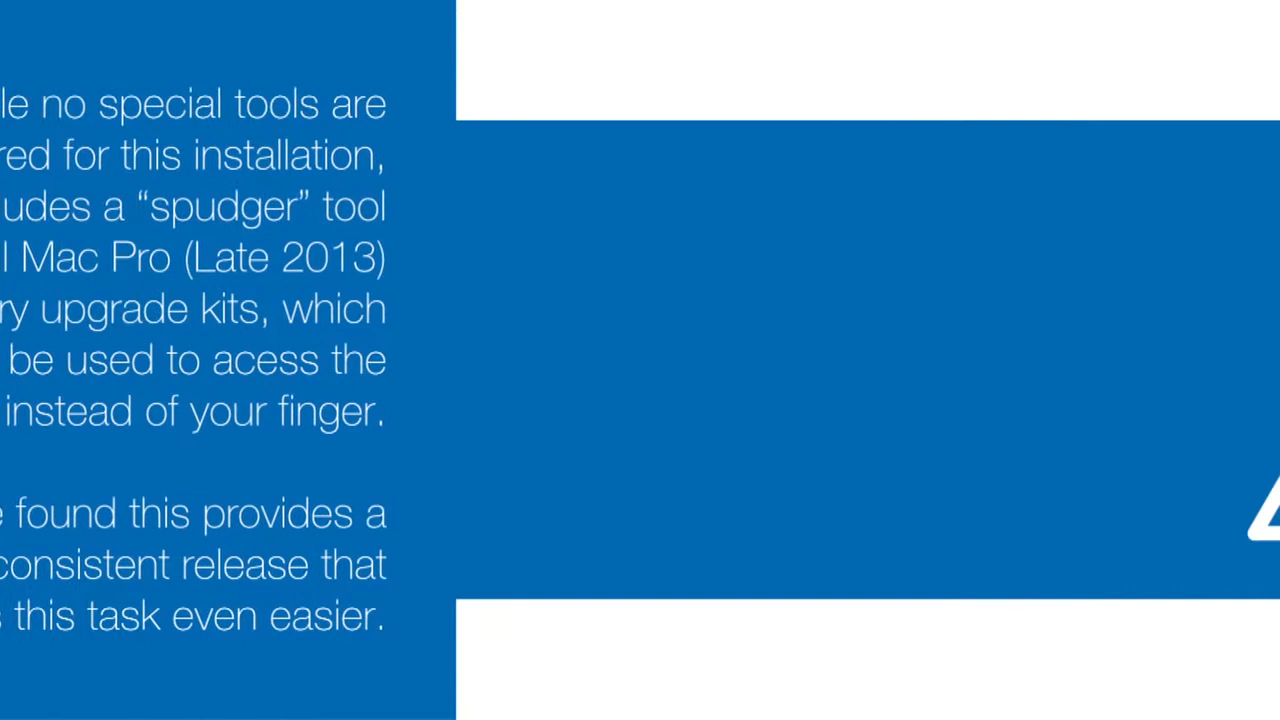 le no special tools are
red for this installation,
udes a “spudger” tool
l Mac Pro (Late 2013)
ry upgrade kits, which
be used to acess the
instead of your finger.
e found this provides a
consistent release that
s this task even easier.